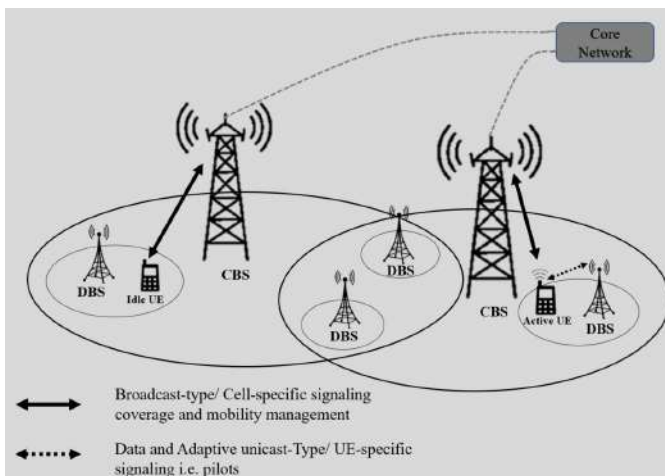 Core
Network
CBS
DBS
Idle UE
DBS
DBS
CBS
Active UE
DBS
Broadcast-type/ Cell-specific signaling
coverage and mobility management
Data and Adaptive unicast-Type/ UE-specific
signaling i.e. pilots